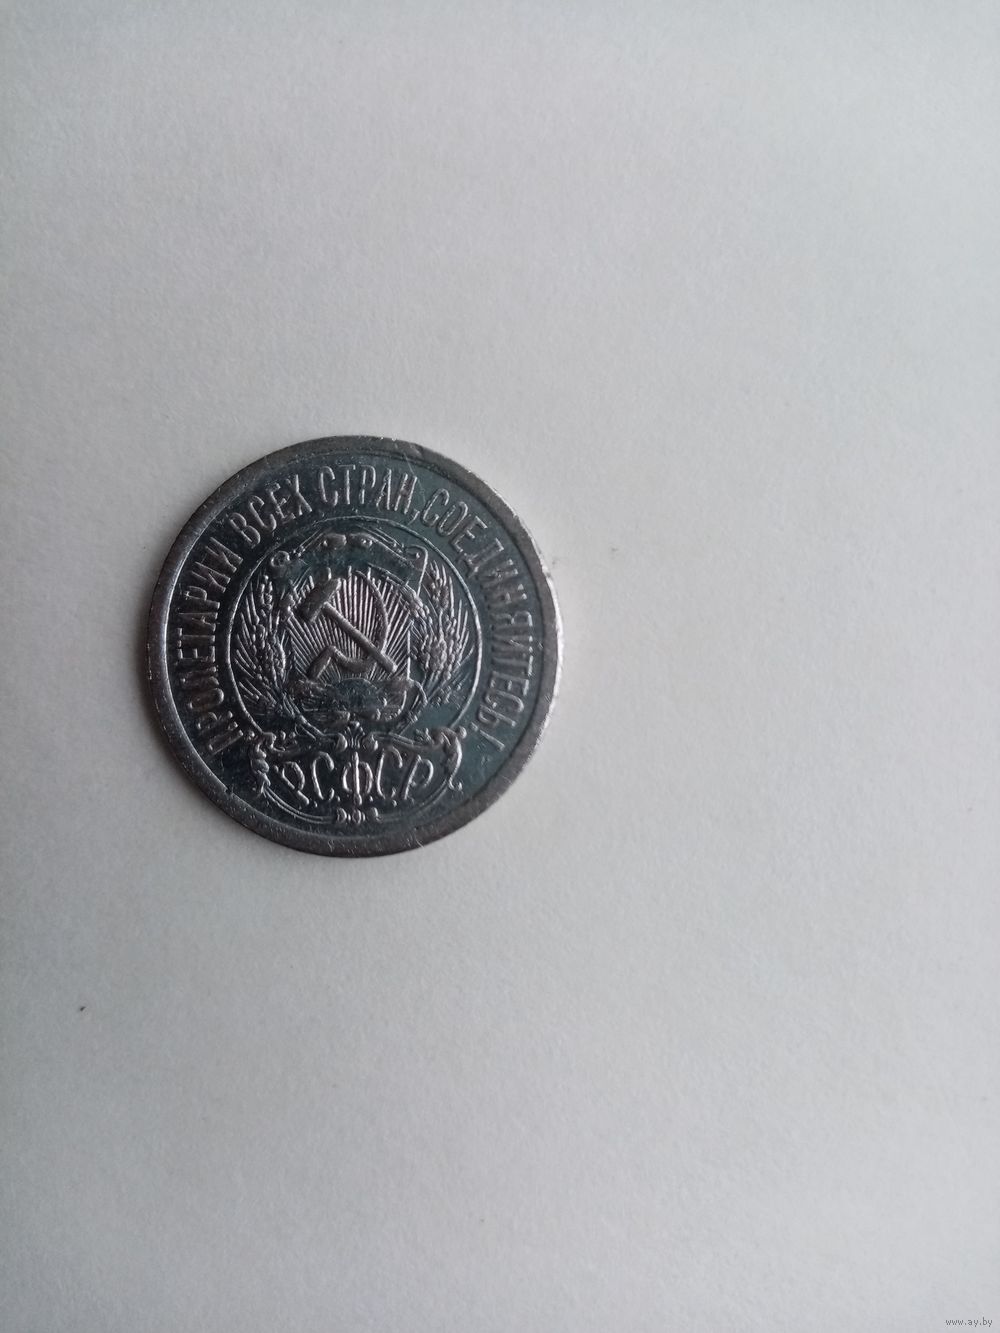 ПРОЛЕТАРИИ ВСЕХ СТРАН, СОЕДИНЯЙТЕСЬ!
Р.С.Ф.С.Р.
www.ay.by